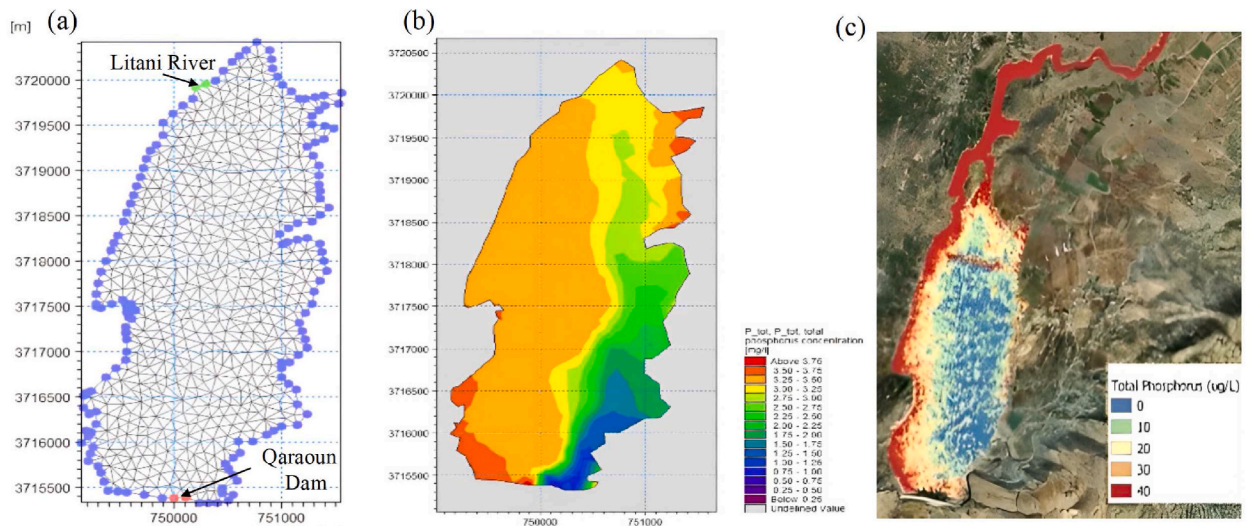 (a)
[m]
Litani River
3720000
3719500
3719000
3718500
3718000
3717500
3717000
3716500
3716000
3715500
Qaraoun
Dam
750000 751000
(b)
3720500
3720000
3719500
3719000
3718500
3718000
3717500
3717000
3716500
3716000
3715500
750000 751000
P_tot, P_tot, total
phosphorus concentration
[mg/l]
Above 3.75
3.50 - 3.75
3.25 - 3.50
3.00 - 3.25
2.75 - 3.00
2.50 - 2.75
2.25 - 2.50
2.00 - 2.25
1.75 - 2.00
1.50 - 1.75
1.25 - 1.50
1.00 - 1.25
0.75 - 1.00
0.50 - 0.75
0.25 - 0.50
Below 0.25
Undefined Value
(c)
Total Phosphorus (ug/L)
0
10
20
30
40